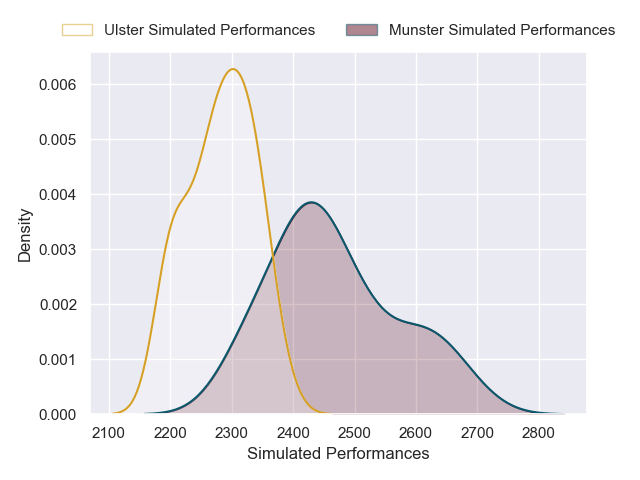 Ulster Simulated Performances Munster Simulated Performances
0.006
0.005
0.004
0.003
0.002
0.001
0.000
Density
2100 2200 2300 2400 2500 2600 2700 2800
Simulated Performances